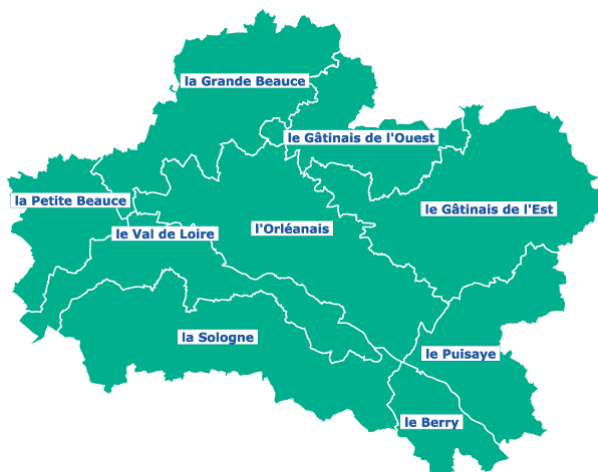 la Grande Beauce
le Gâtinais de l'Ouest
la Petite Beauce
le Gâtinais de l'Est
le Val de Loire
l'Orléanais
la Sologne
le Puisaye
le Berry